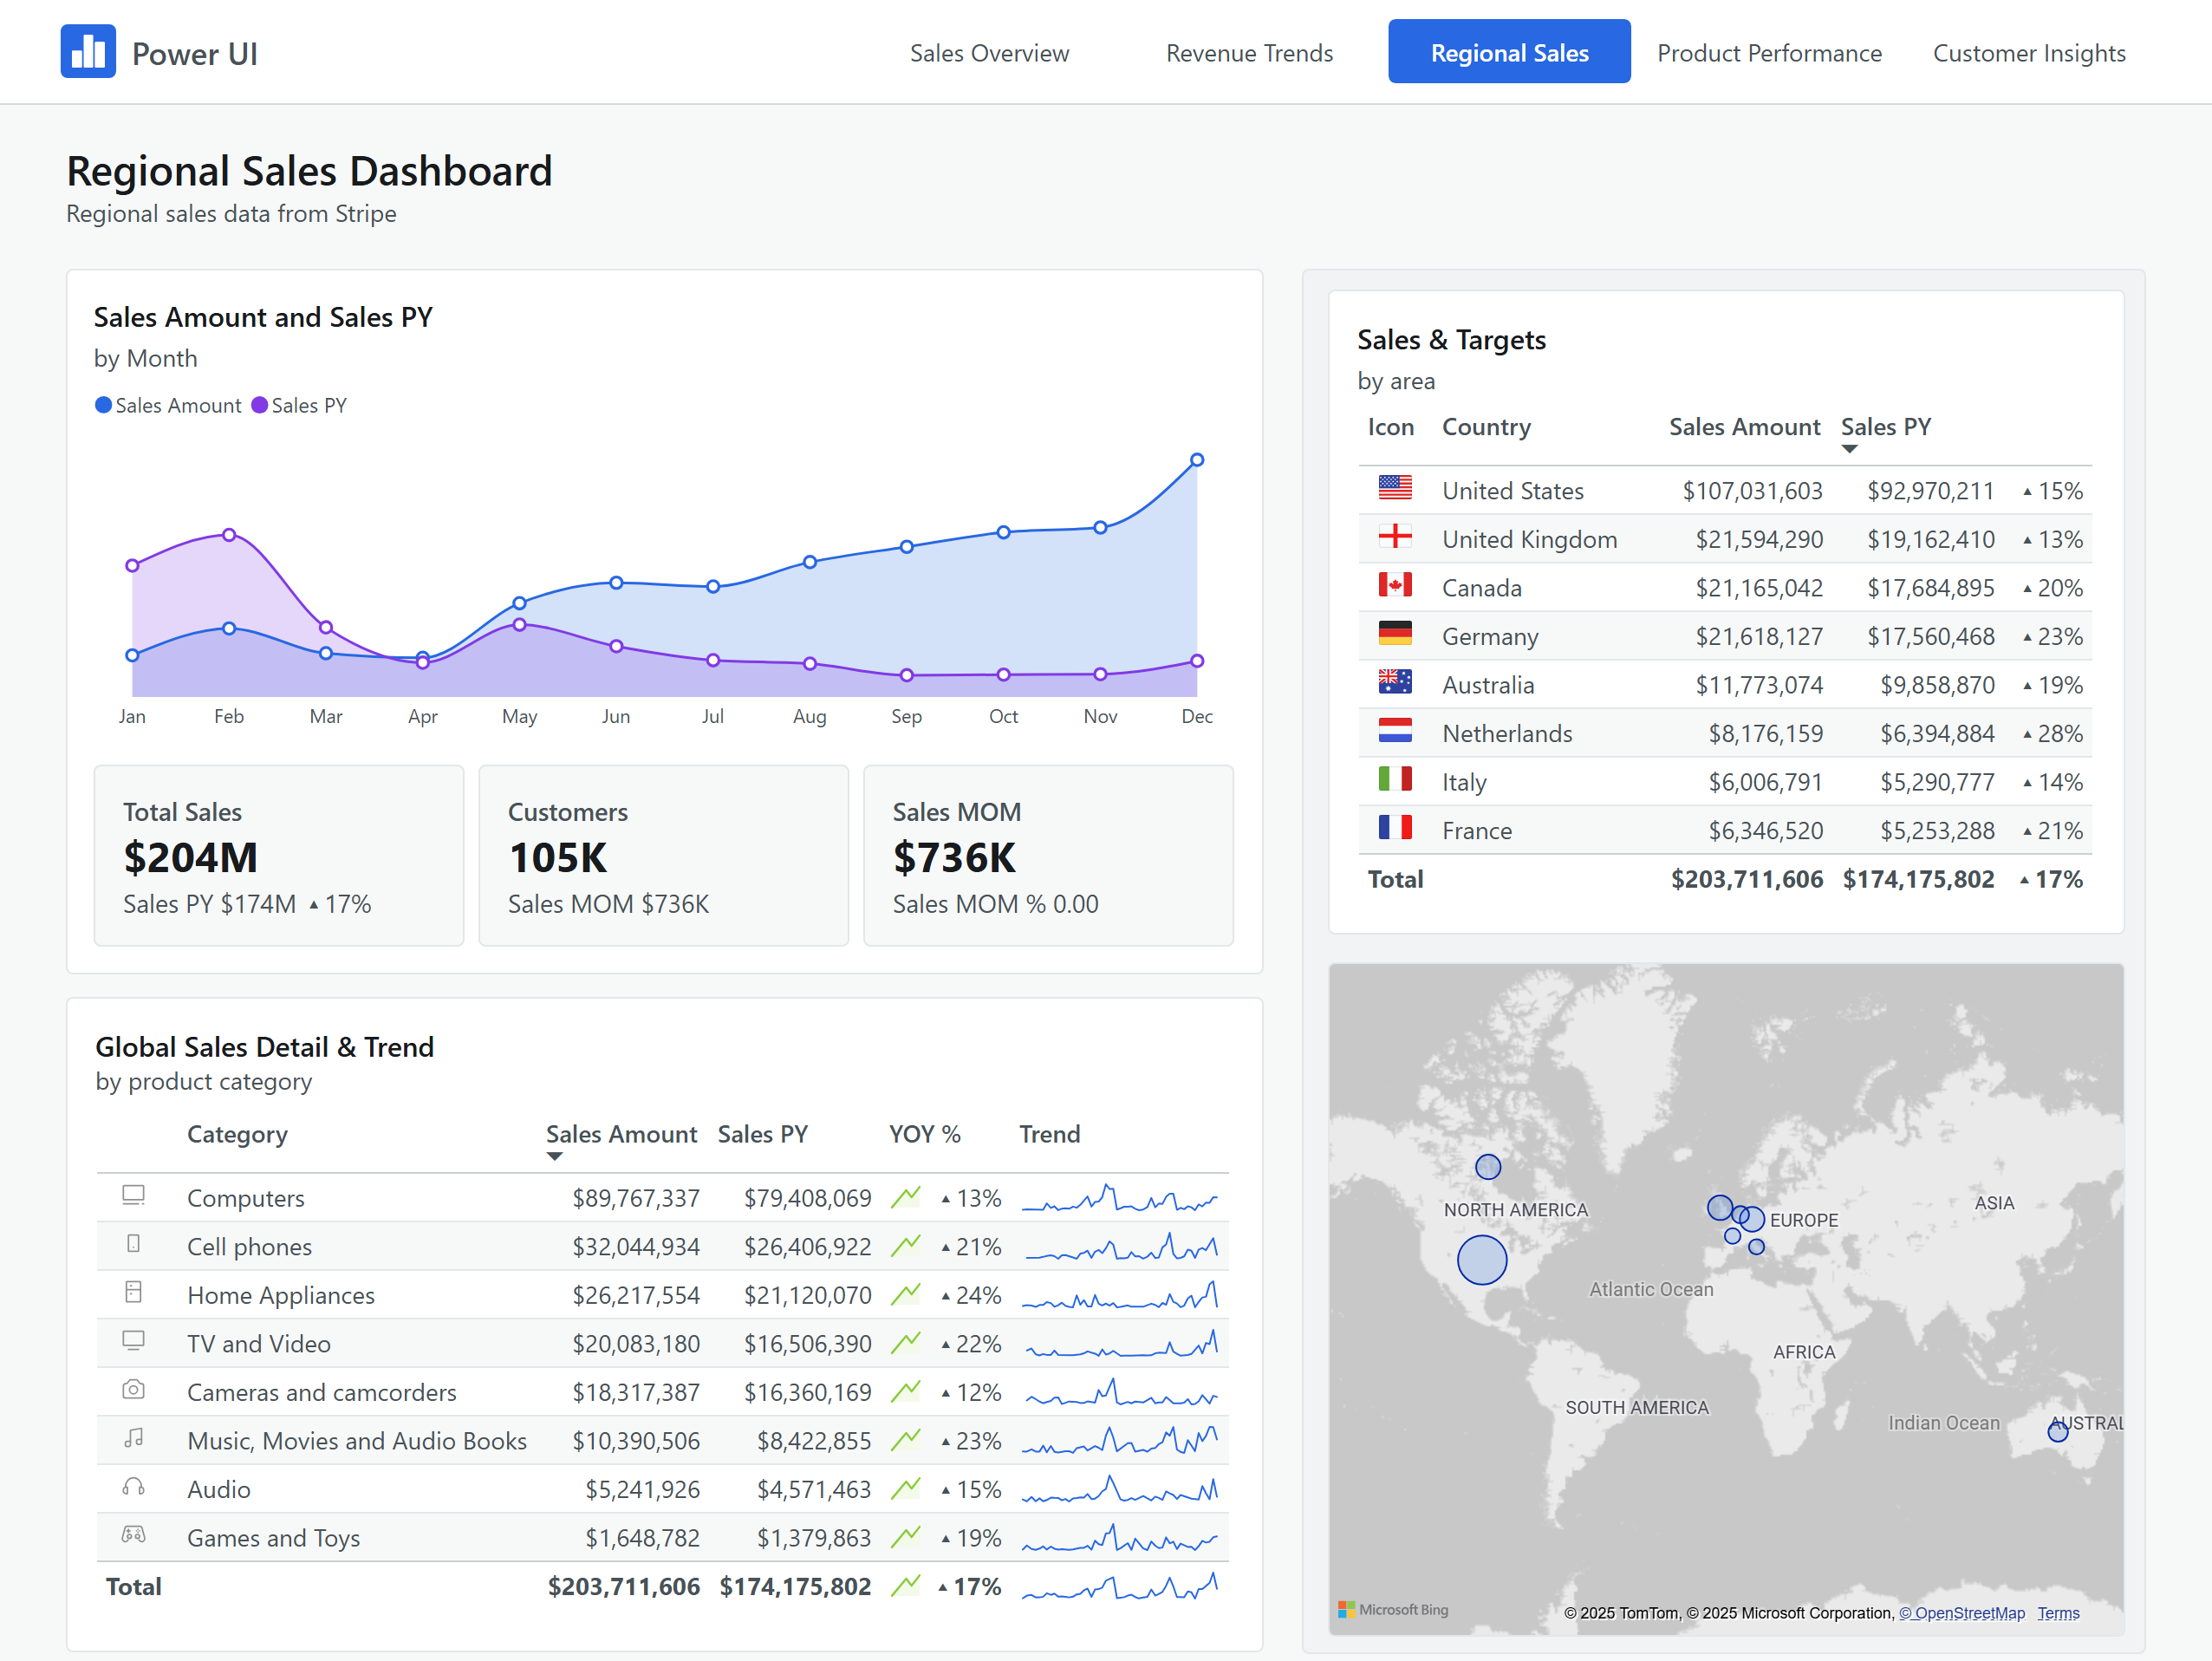 Power UI
Sales Overview
Revenue Trends
Regional Sales
Product Performance
Customer Insights
Regional Sales Dashboard
Regional sales data from Stripe
Sales Amount and Sales PY
by Month
Sales Amount Sales PY
Jan Feb Mar Apr May Jun Jul Aug Sep Oct Nov Dec
Total Sales
$204M
Sales PY $174M ▲ 17%
Customers
105K
Sales MOM $736K
Sales MOM
$736K
Sales MOM % 0.00
Global Sales Detail & Trend
by product category
Category Sales Amount Sales PY YOY % Trend
Computers $89,767,337 $79,408,069 ▲ 13%
Cell phones $32,044,934 $26,406,922 ▲ 21%
Home Appliances $26,217,554 $21,120,070 ▲ 24%
TV and Video $20,083,180 $16,506,390 ▲ 22%
Cameras and camcorders $18,317,387 $16,360,169 ▲ 12%
Music, Movies and Audio Books $10,390,506 $8,422,855 ▲ 23%
Audio $5,241,926 $4,571,463 ▲ 15%
Games and Toys $1,648,782 $1,379,863 ▲ 19%
Total $203,711,606 $174,175,802 ▲ 17%
Sales & Targets
by area
Icon Country Sales Amount Sales PY
United States $107,031,603 $92,970,211 ▲ 15%
United Kingdom $21,594,290 $19,162,410 ▲ 13%
Canada $21,165,042 $17,684,895 ▲ 20%
Germany $21,618,127 $17,560,468 ▲ 23%
Australia $11,773,074 $9,858,870 ▲ 19%
Netherlands $8,176,159 $6,394,884 ▲ 28%
Italy $6,006,791 $5,290,777 ▲ 14%
France $6,346,520 $5,253,288 ▲ 21%
Total $203,711,606 $174,175,802 ▲ 17%
ASIA
NORTH AMERICA
EUROPE
Atlantic Ocean
AFRICA
SOUTH AMERICA
Indian Ocean
AUSTRAL
Microsoft Bing
© 2025 TomTom, © 2025 Microsoft Corporation, © OpenStreetMap Terms